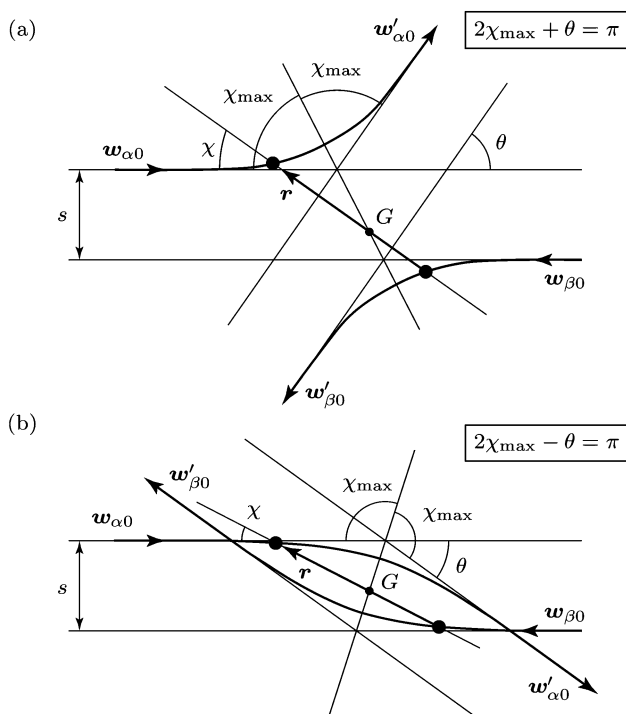 (a)
w′α0
2χmax + θ = π
χmax
χmax
wα0
χ
θ
r
s
G
wβ0
w′β0
(b)
2χmax − θ = π
w′β0
χmax
wα0
χ
χmax
θ
r
s
G
wβ0
w′α0